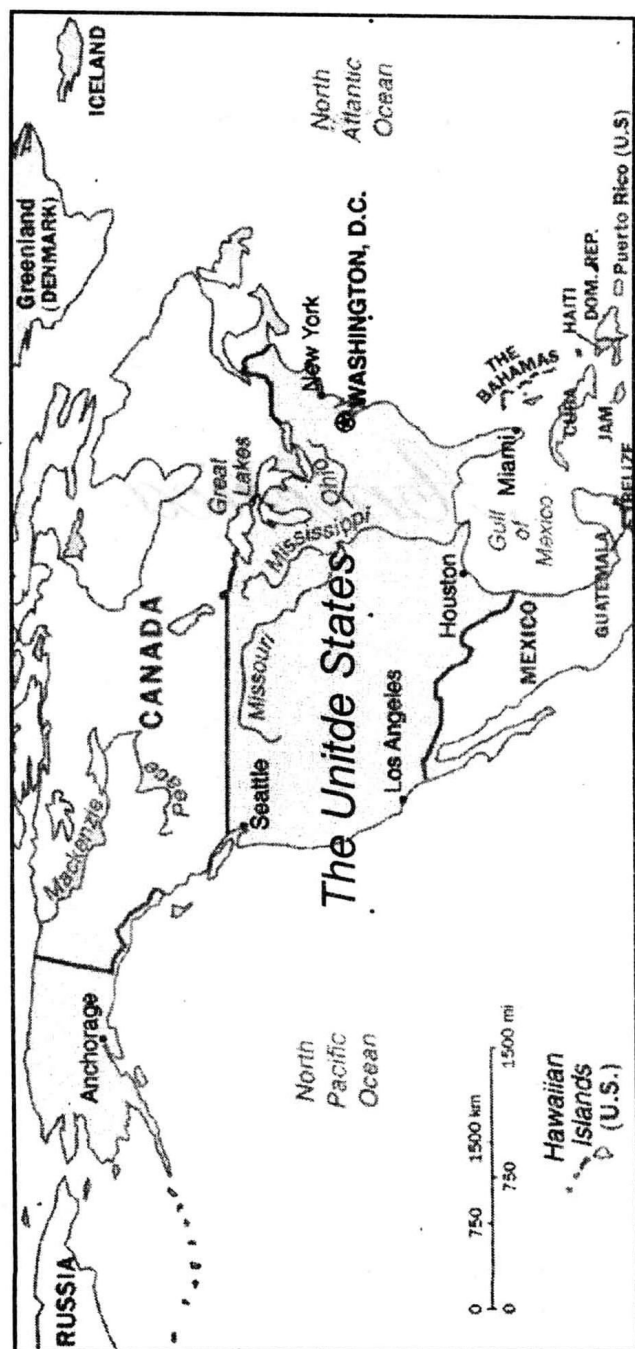 RUSSIA
Anchorage
Mackenzie
Peace
CANADA
Greenland
(DENMARK)
ICELAND
Great
Lakes
North
Atlantic
Ocean
Seattle
Missouri
Mississippi
Ohio
New York
WASHINGTON, D.C.
The Unitde States
North
Pacific
Ocean
Los Angeles
Houston
Gulf
of
Mexico
Miami
THE
BAHAMAS
MEXICO
CUBA
HAITI
DOM. REP.
JAM
Puerto Rico (U.S)
GUATEMALA
BELIZE
0 750 1500 km
0 750 1500 mi
Hawaiian
Islands
(U.S.)